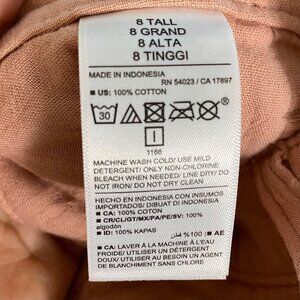 8 TALL
8 GRAND
8 ALTA
8 TINGGI
MADE IN INDONESIA
RN 54023 / CA 17897
■ US: 100% COTTON
30
I
1166
MACHINE WASH COLD/ USE MILD
DETERGENT/ ONLY NON-CHLORINE
BLEACH WHEN NEEDED/ LINE DRY/ DO
NOT IRON/ DO NOT DRY CLEAN
HECHO EN INDONESIA CON INSUMOS
IMPORTADOS/ DIBUAT DI INDONESIA
■ CA: 100% COTON
■ CR/CL/GT/MX/PA/PE/SV: 100%
algodón
■ ID: 100% KAPAS ■ AE
100% قطن
■ CA: LAVER À LA MACHINE À L'EAU
FROIDE/ UTILISER UN DÉTERGENT
DOUX/ UTILISER AU BESOIN UN AGENT
DE BLANCHIMENT SANS CHLORE/